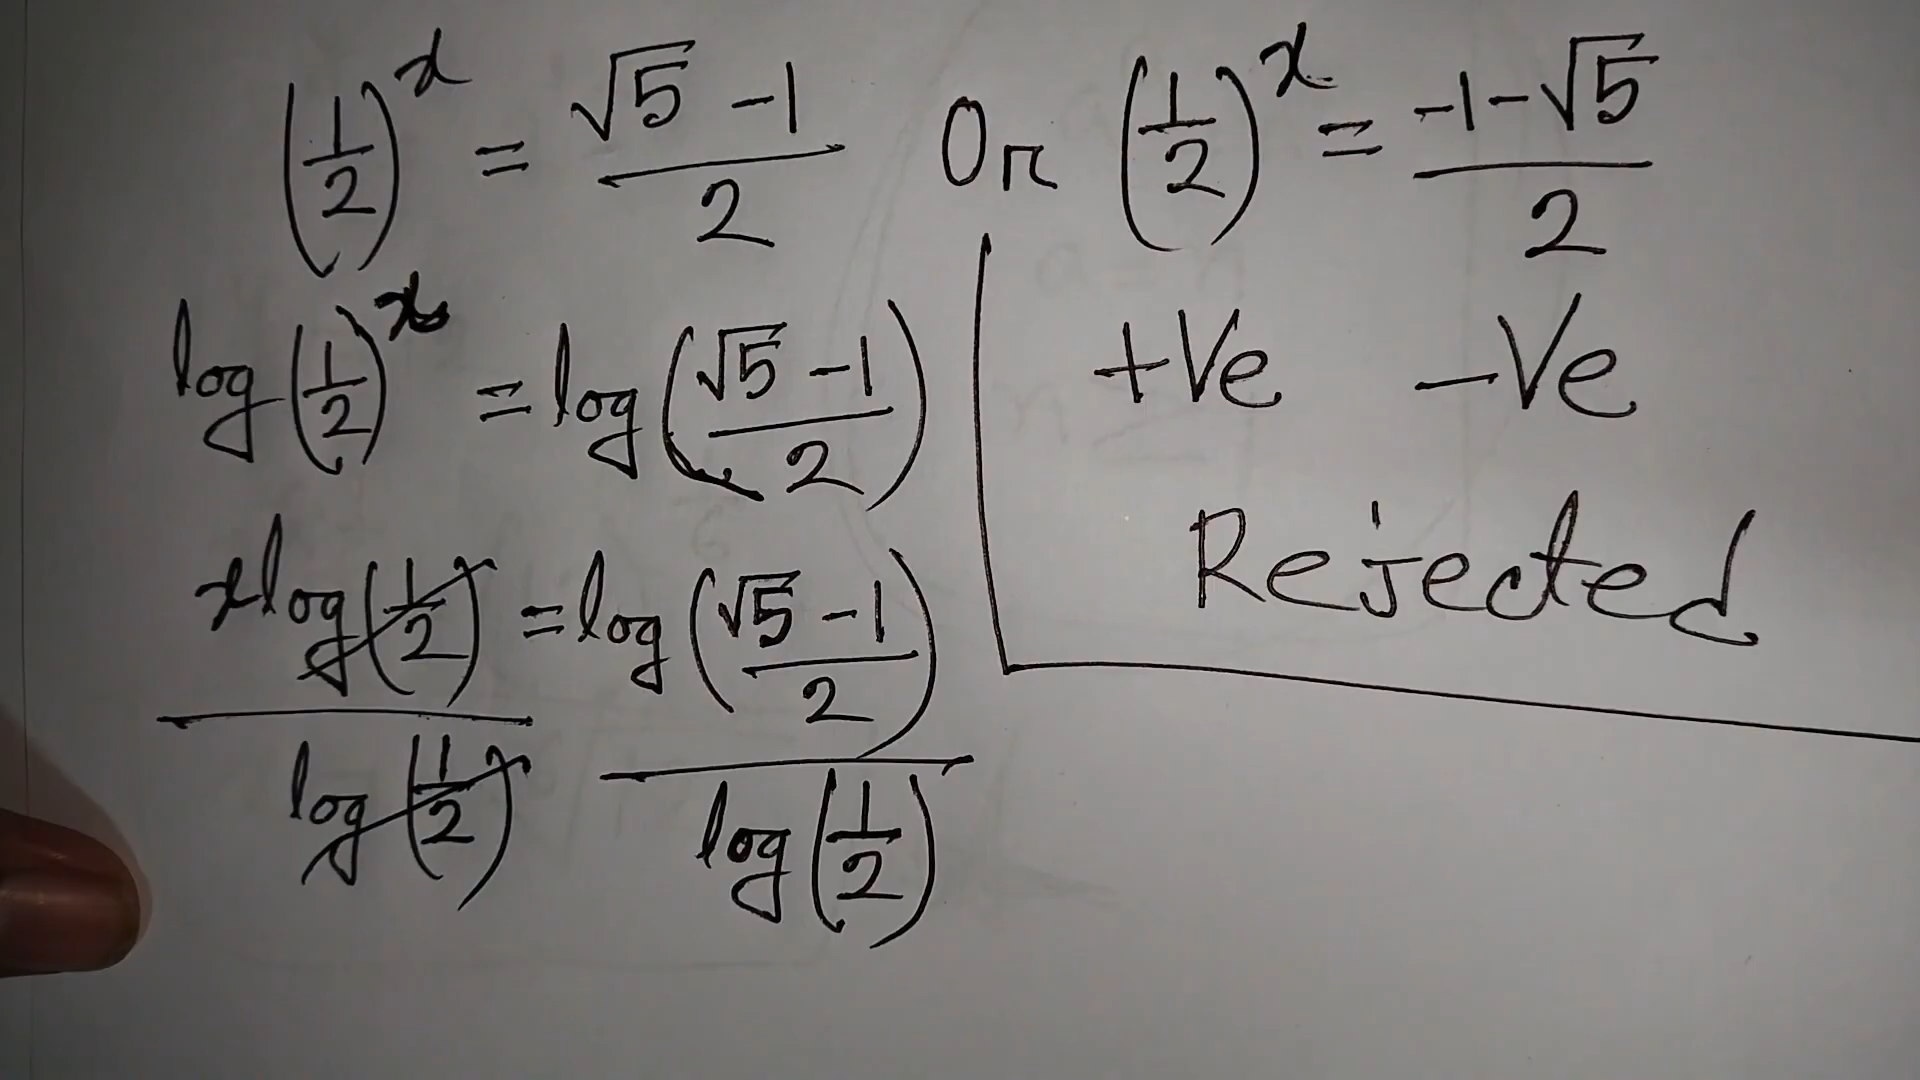 (1/2)^x = (√5 - 1)/2 Or (1/2)^x = (-1-√5)/2
log(1/2)^x = log((√5 - 1)/2)
+Ve -Ve
Rejected
xlog(1/2)/log(1/2) = log((√5 - 1)/2)/log(1/2)